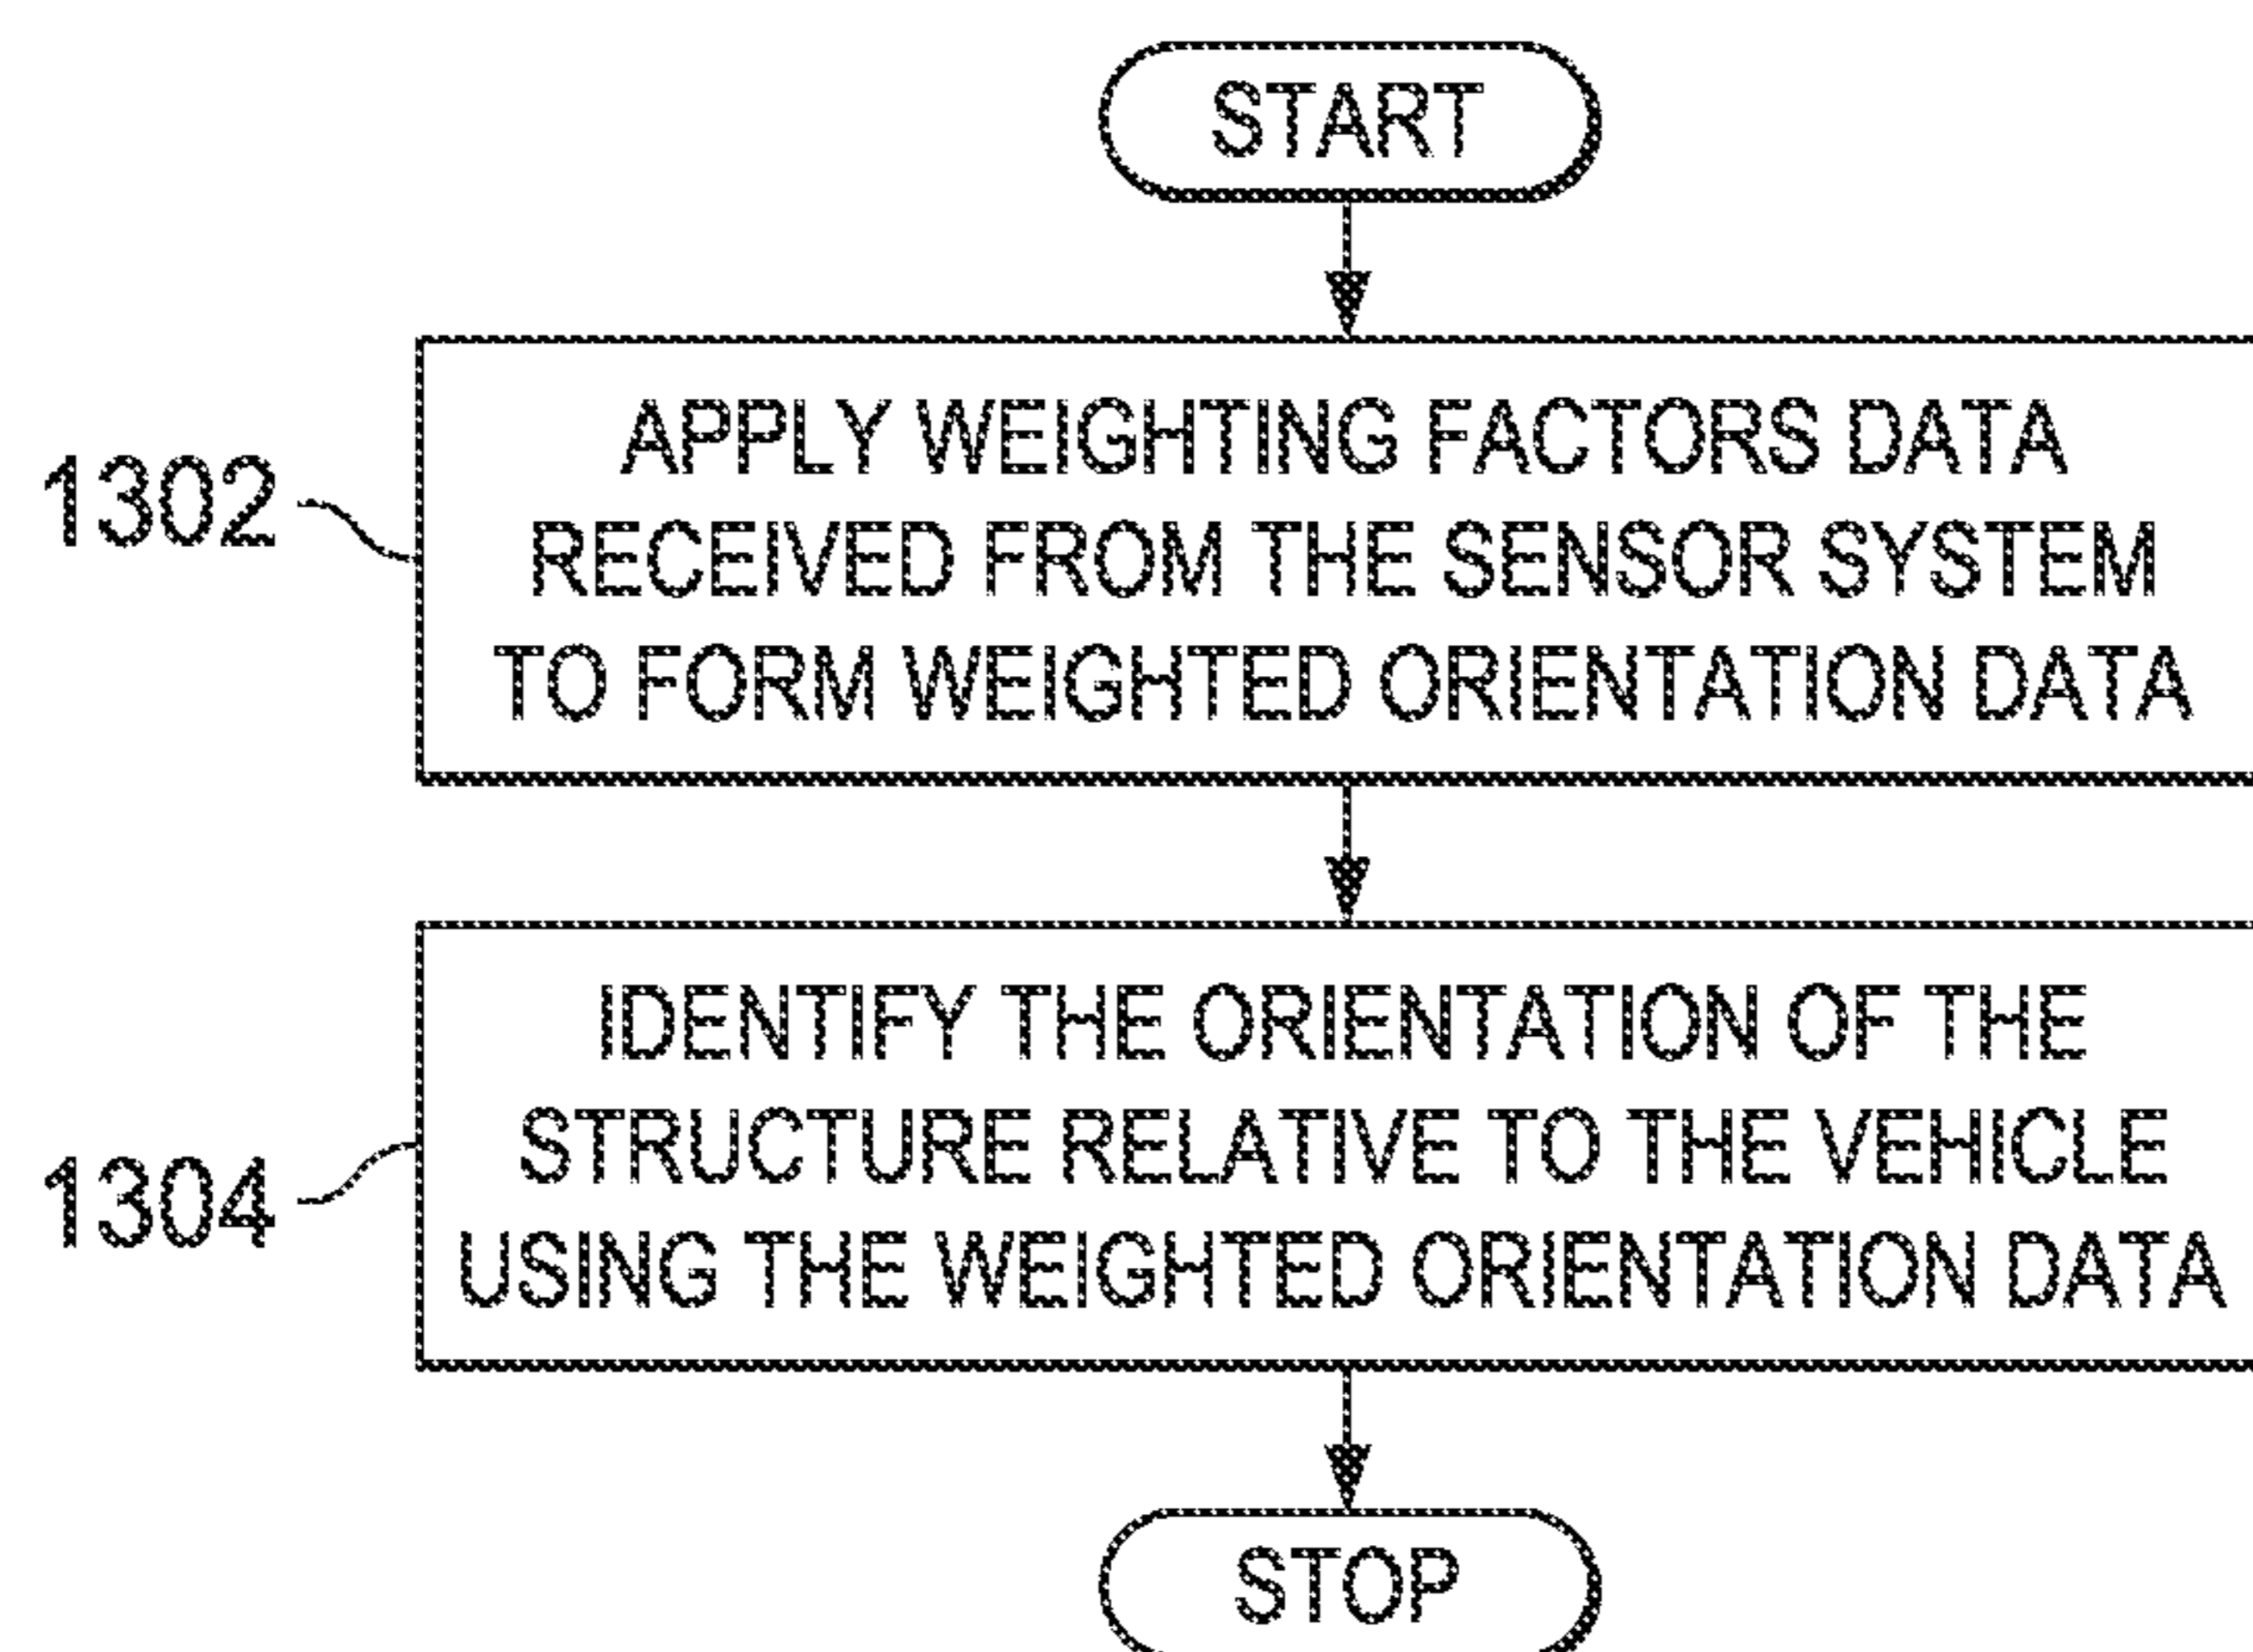 START
APPLY WEIGHTING FACTORS DATA
RECEIVED FROM THE SENSOR SYSTEM
TO FORM WEIGHTED ORIENTATION DATA
1302
IDENTIFY THE ORIENTATION OF THE
STRUCTURE RELATIVE TO THE VEHICLE
USING THE WEIGHTED ORIENTATION DATA
1304
STOP